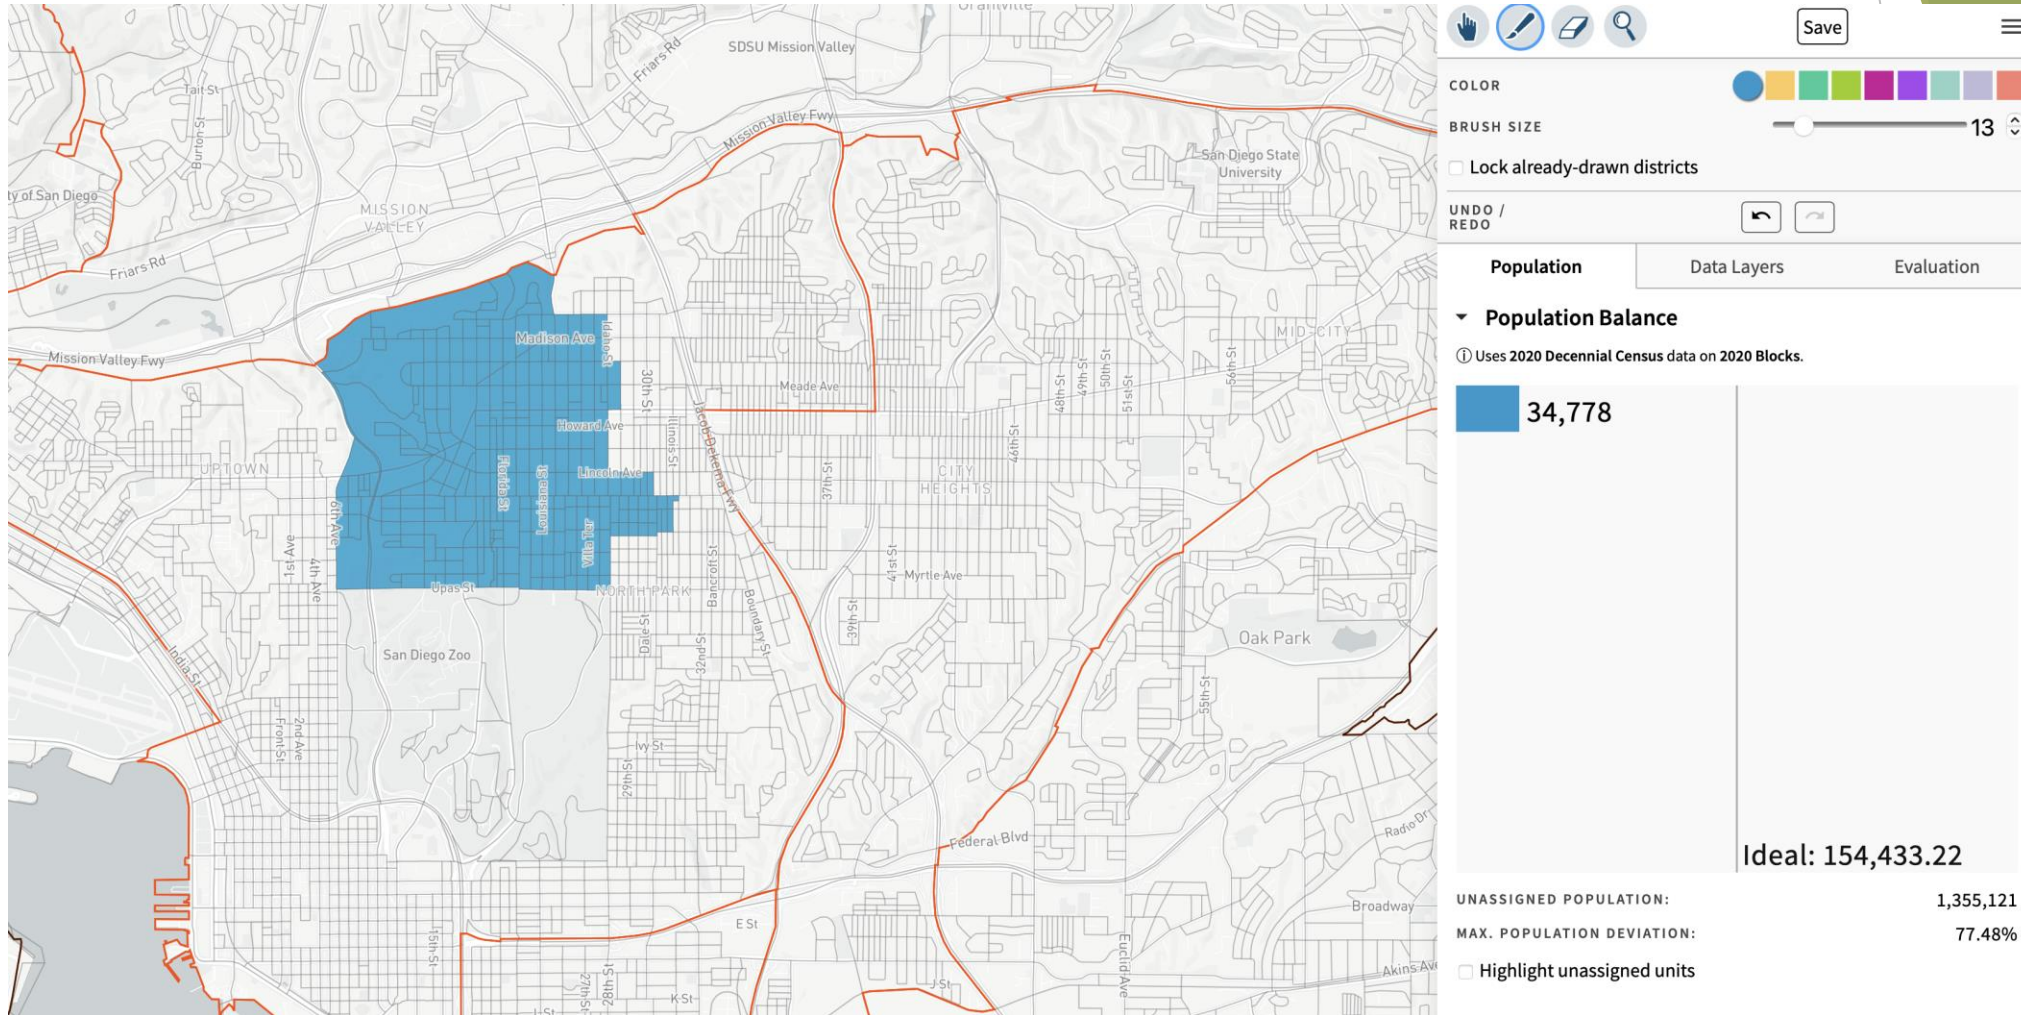 Grantville
SDSU Mission Valley
Friars Rd
Tait St
Burton St
Mission Valley Fwy
San Diego State
University
ty of San Diego
MISSION
VALLEY
Friars Rd
Mission Valley Fwy
Madison Ave
Idaho St
MID-CITY
30th St
Meade Ave
48th St
49th St
50th St
51st St
56th St
Howard Ave
Illinois St
Jacob Dekema Fwy
UPTOWN
Florida St
Louisiana St
Lincoln Ave
37th St
CITY
HEIGHTS
46th St
6th Ave
1st Ave
4th Ave
Villa Ter
Bancroft St
41st St
Myrtle Ave
Upas St
NORTH PARK
Boundary St
39th St
Dale St
32nd S
Oak Park
India St
San Diego Zoo
55th St
Front St
2nd Ave
Ivy St
29th St
Federal Blvd
Radio Dr
Broadway
E St
15th St
Euclid Ave
27th St
28th St
K St
J St
Akins Av
Save
COLOR
BRUSH SIZE
13
Lock already-drawn districts
UNDO /
REDO
Population Data Layers Evaluation
Population Balance
Uses 2020 Decennial Census data on 2020 Blocks.
34,778
Ideal: 154,433.22
UNASSIGNED POPULATION: 1,355,121
MAX. POPULATION DEVIATION: 77.48%
Highlight unassigned units